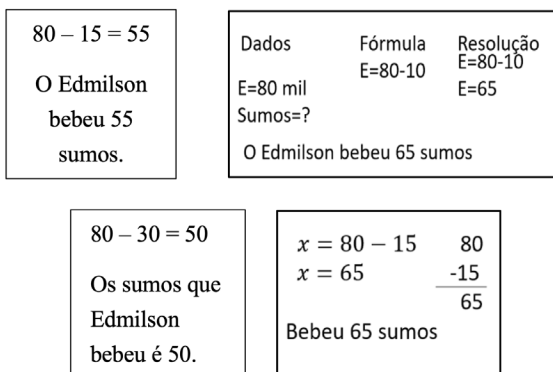 80 – 15 = 55
O Edmilson
bebeu 55
sumos.
Dados Fórmula Resolução
E=80-10 E=80-10
E=80 mil E=65
Sumos=?
O Edmilson bebeu 65 sumos
80 – 30 = 50
Os sumos que
Edmilson
bebeu é 50.
x = 80 − 15 80
x = 65 -15
65
Bebeu 65 sumos